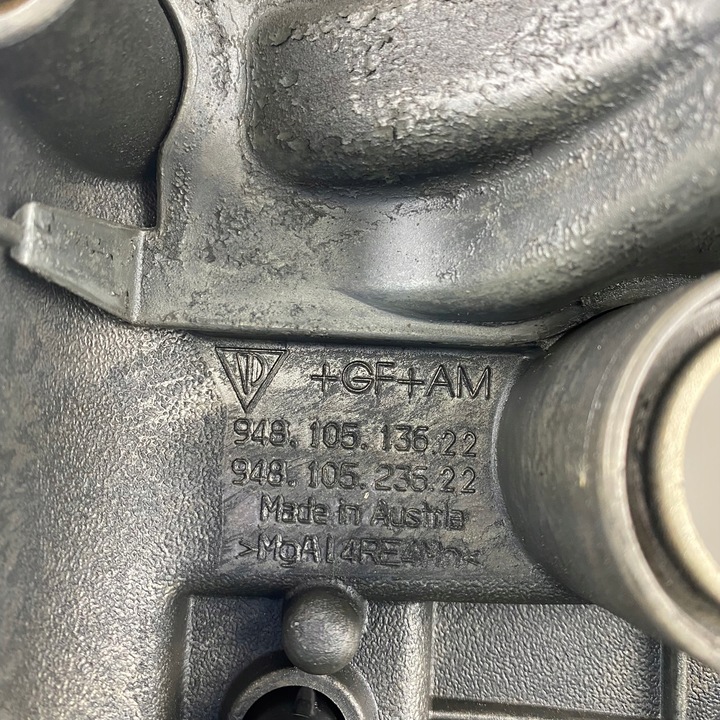 +GF+AM
948.105.136.22
948.105.235.22
Made in Austria
>MgAl4RE4Mn<